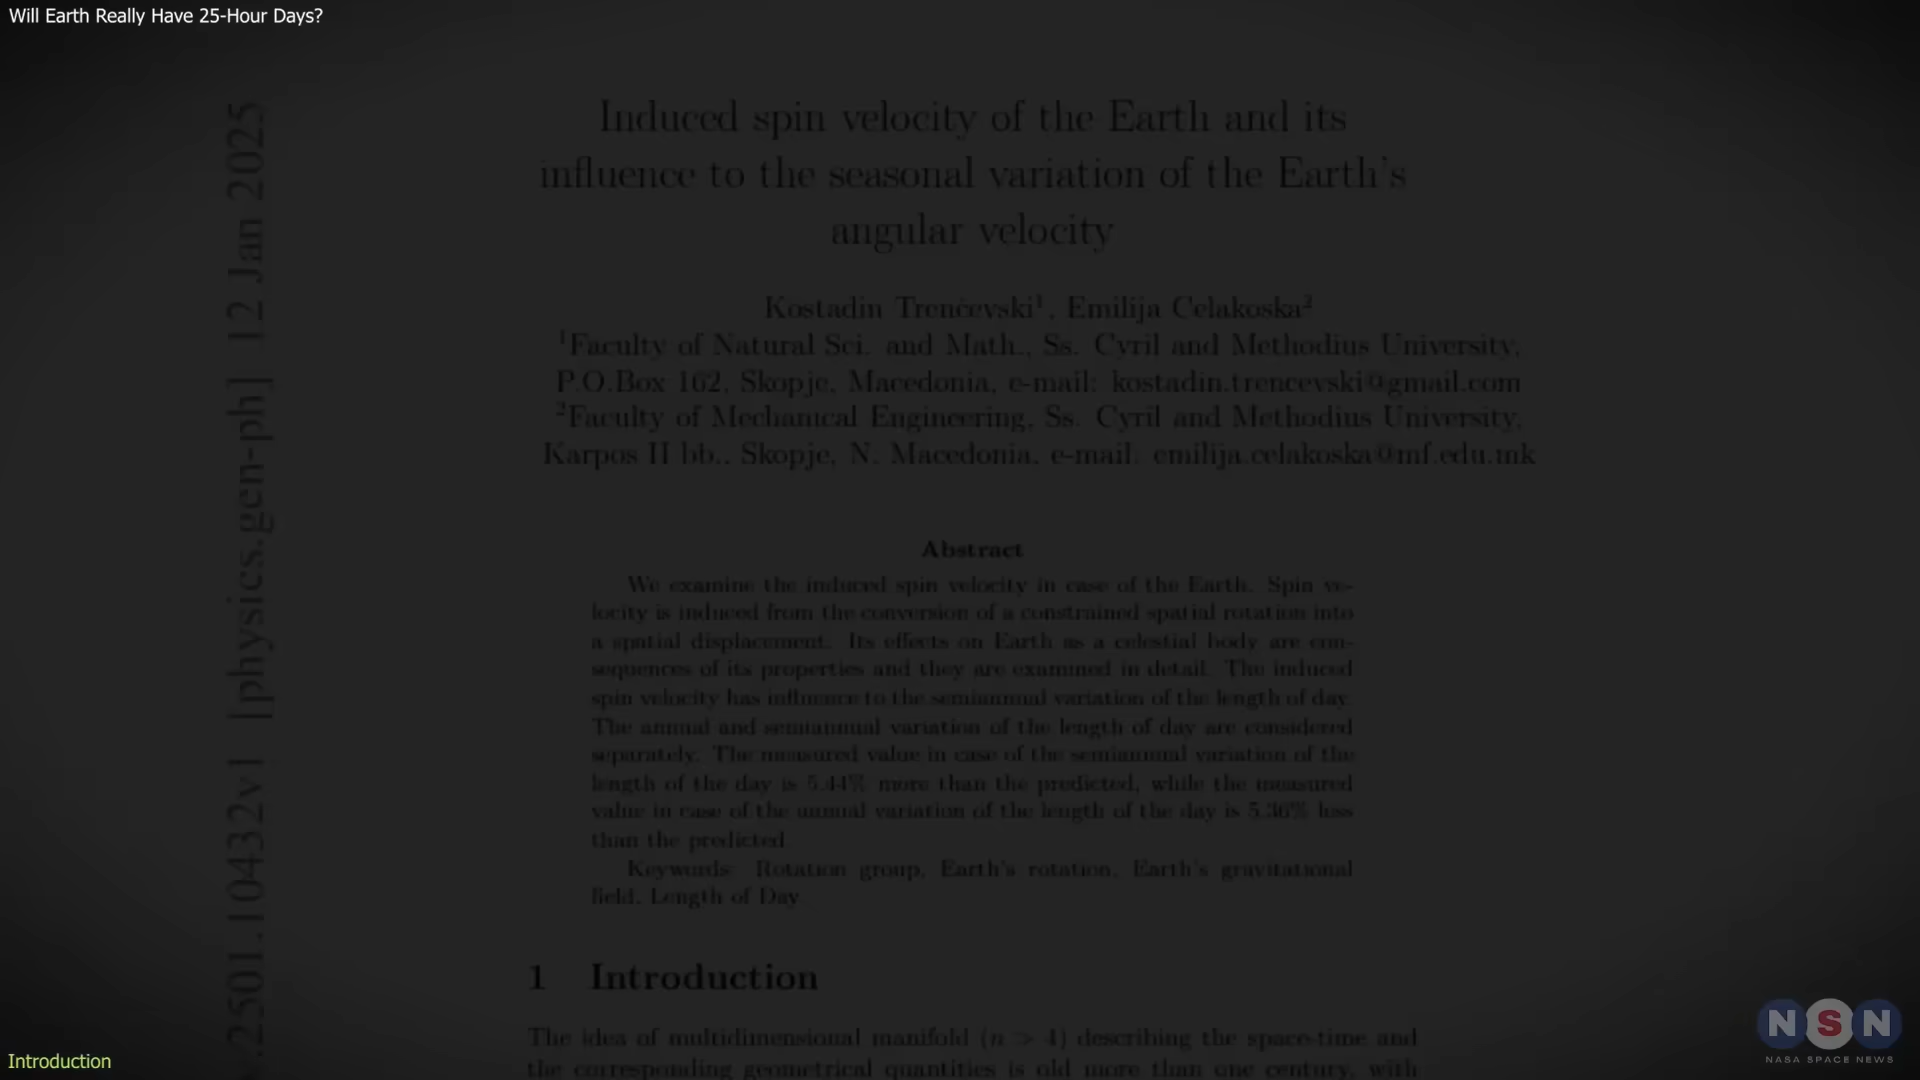 Will Earth Really Have 25-Hour Days?
.2501.10432v1 [physics.gen-ph] 12 Jan 2025
Induced spin velocity of the Earth and its
influence to the seasonal variation of the Earth's
angular velocity
Kostadin Trenčevski¹, Emilija Celakoska²
¹Faculty of Natural Sci. and Math., Ss. Cyril and Methodius University,
P.O.Box 162, Skopje, Macedonia, e-mail: kostadin.trencevski@gmail.com
²Faculty of Mechanical Engineering, Ss. Cyril and Methodius University,
Karpos II bb., Skopje, N. Macedonia, e-mail: emilija.celakoska@mf.edu.mk
Abstract
We examine the induced spin velocity in case of the Earth. Spin ve-
locity is induced from the conversion of a constrained spatial rotation into
a spatial displacement. Its effects on Earth as a celestial body are con-
sequences of its properties and they are examined in detail. The induced
spin velocity has influence to the semiannual variation of the length of day.
The annual and semiannual variation of the length of day are considered
separately. The measured value in case of the semiannual variation of the
length of the day is 5.44% more than the predicted, while the measured
value in case of the annual variation of the length of the day is 5.36% less
than the predicted.
Keywords: Rotation group, Earth's rotation, Earth's gravitational
field, Length of Day.
1 Introduction
The idea of multidimensional manifold (n > 4) describing the space-time and
the corresponding geometrical quantities is old more than one century, with
Introduction
NSN
NASA SPACE NEWS